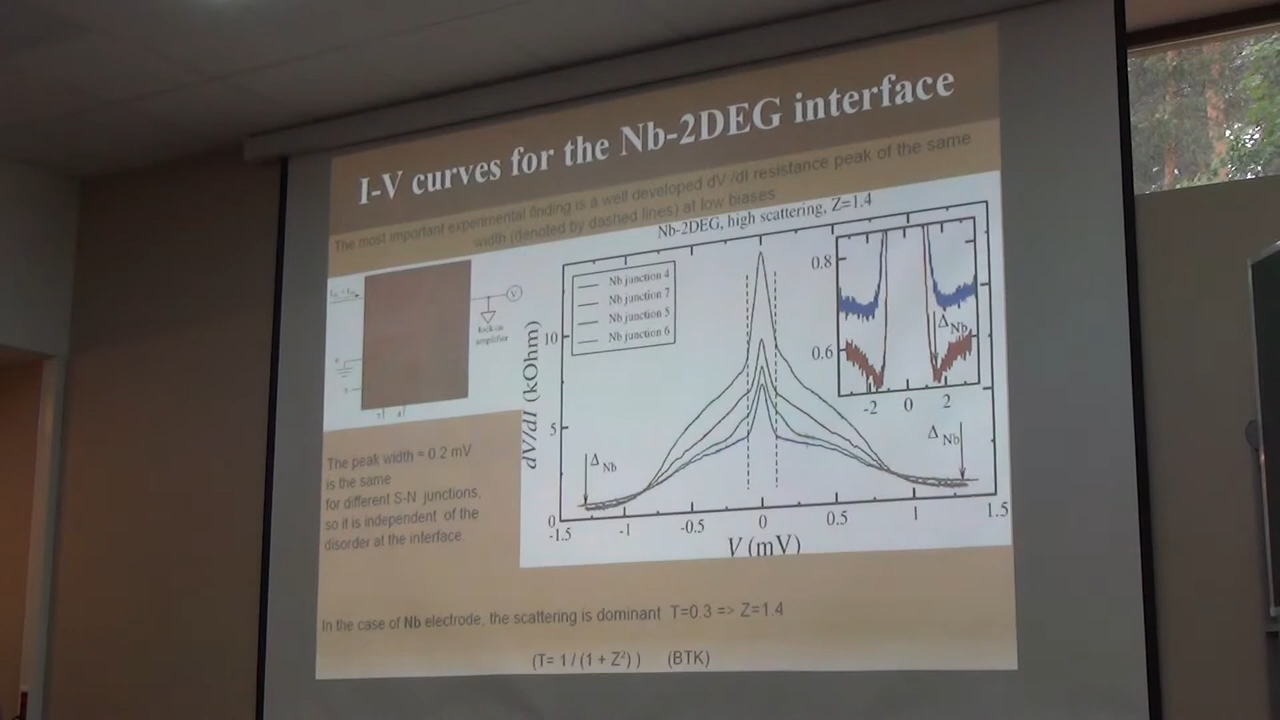 I-V curves for the Nb-2DEG interface
The most important experimental finding is a well developed dV /dI resistance peak of the same
width (denoted by dashed lines) at low biases
Nb-2DEG, high scattering, Z=1.4
Nb junction 4
Nb junction 7
Nb junction 5
Nb junction 6
V
lock-in
amplifier
dV/dI (kOhm)
10
5
0
-1.5
-1
-0.5
0
0.5
1
1.5
V (mV)
Δ Nb
Δ Nb
0.8
0.6
Δ Nb
-2
0
2
The peak width ≈ 0.2 mV
is the same
for different S-N junctions,
so it is independent of the
disorder at the interface.
In the case of Nb electrode, the scattering is dominant T=0.3 => Z=1.4
(T= 1 / (1 + Z²) ) (BTK)